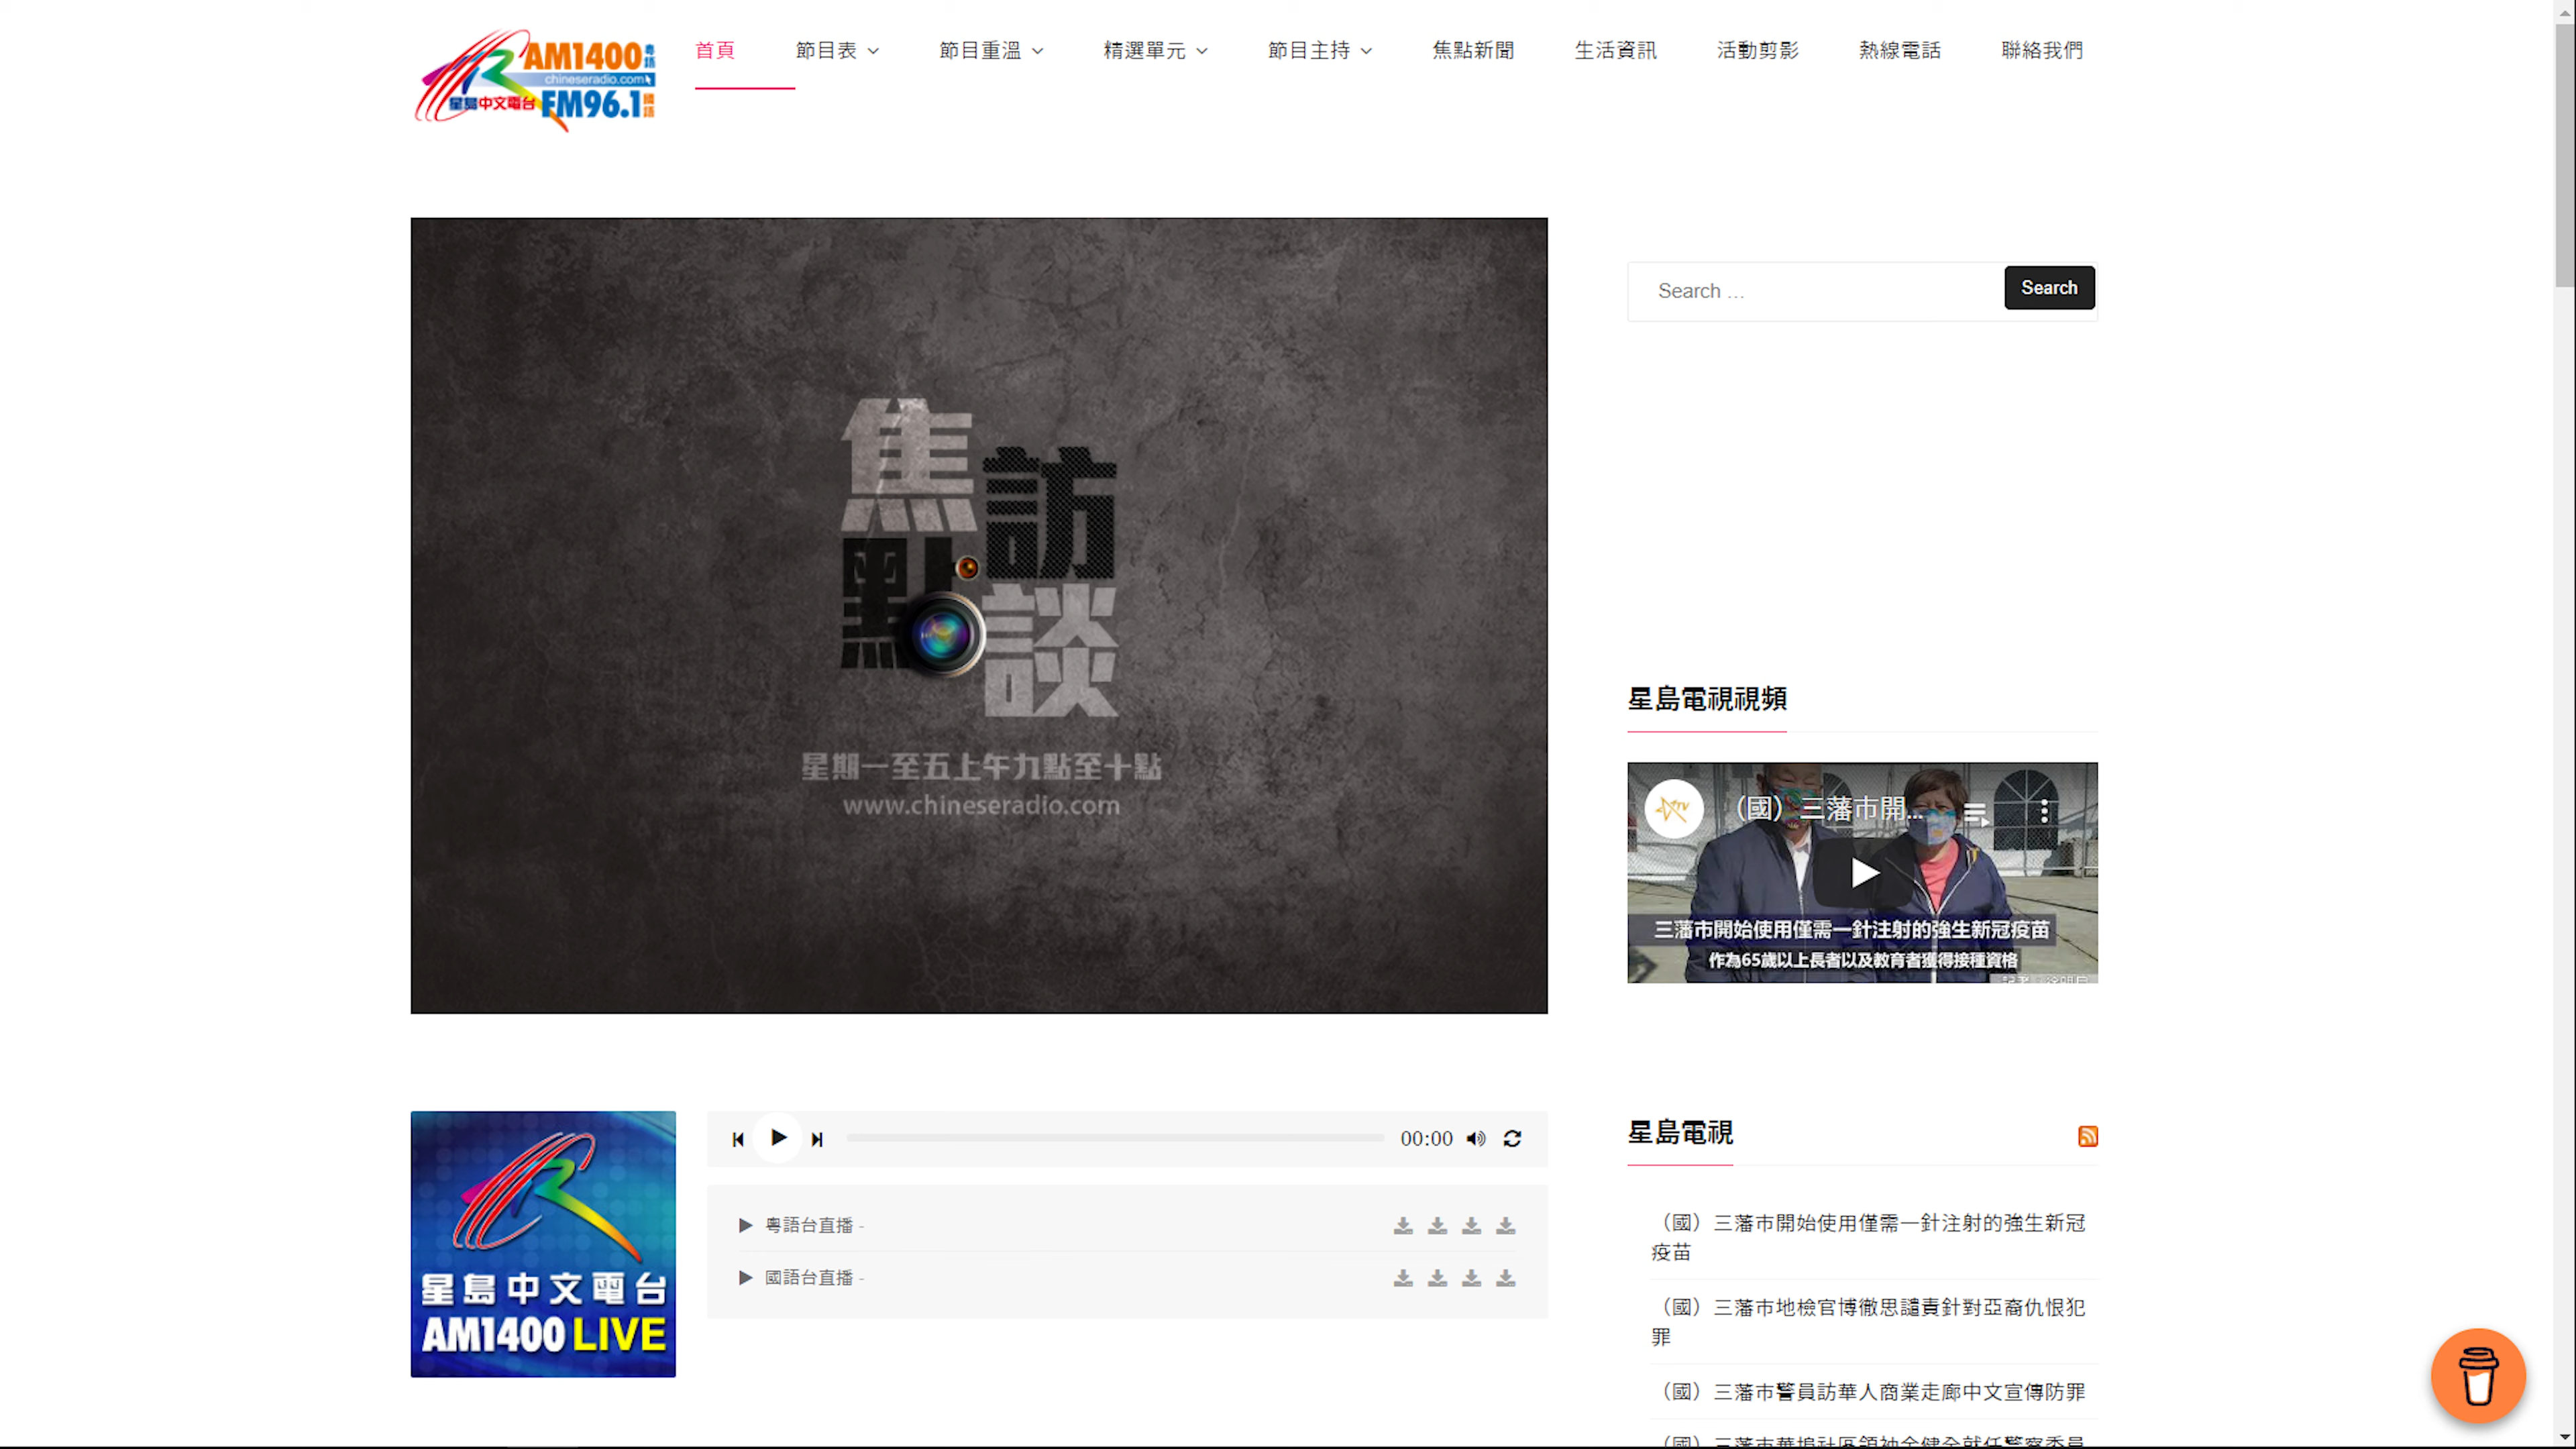 AM1400 粵語
chineseradio.com
星島中文電台 FM96.1 國語
首頁
節目表
節目重溫
精選單元
節目主持
焦點新聞
生活資訊
活動剪影
熱線電話
聯絡我們
焦點
訪談
星期一至五上午九點至十點
www.chineseradio.com
Search …
Search
星島電視視頻
TV
（國）三藩市開...
三藩市開始使用僅需一針注射的強生新冠疫苗
作為65歲以上長者以及教育者獲得接種資格
星島中文電台
AM1400 LIVE
00:00
粵語台直播 -
國語台直播 -
星島電視
（國）三藩市開始使用僅需一針注射的強生新冠
疫苗
（國）三藩市地檢官博徹思譴責針對亞裔仇恨犯
罪
（國）三藩市警員訪華人商業走廊中文宣傳防罪